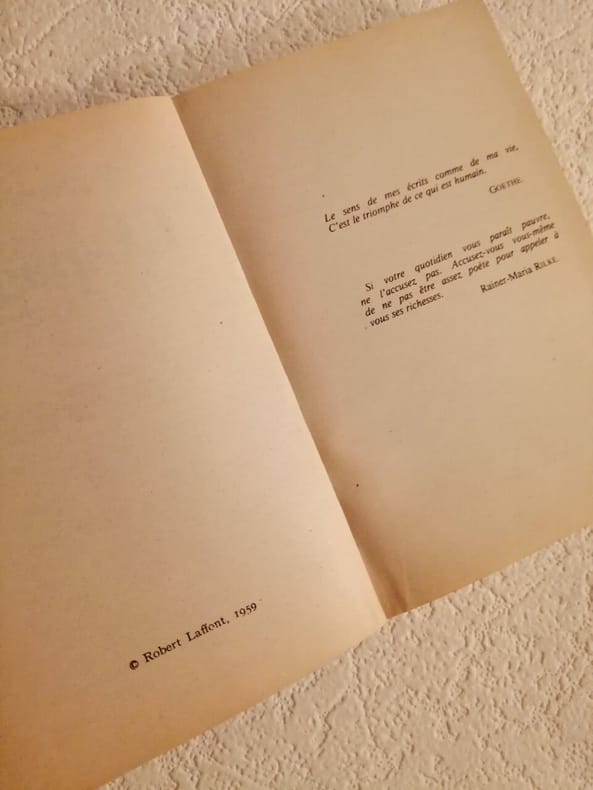 © Robert Laffont, 1959
Le sens de mes écrits comme de ma vie,
C'est le triomphe de ce qui est humain.
GOETHE.
Si votre quotidien vous paraît pauvre,
ne l'accusez pas. Accusez-vous vous-même
de ne pas être assez poète pour appeler à
vous ses richesses.
Rainer-Maria RILKE.